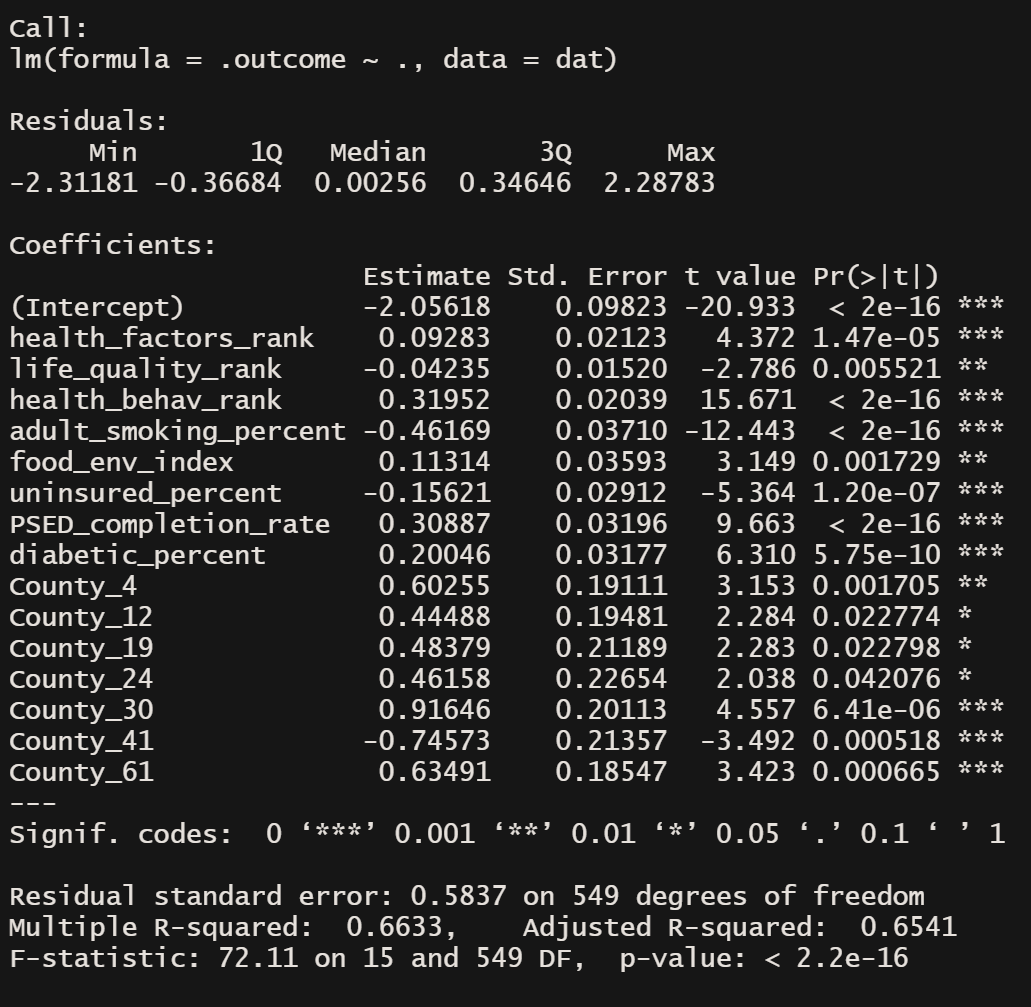 Call:
lm(formula = .outcome ~ ., data = dat)
Residuals:
     Min       1Q   Median       3Q      Max
-2.31181 -0.36684  0.00256  0.34646  2.28783
Coefficients:
                      Estimate Std. Error t value Pr(>|t|)
(Intercept)           -2.05618    0.09823 -20.933  < 2e-16 ***
health_factors_rank    0.09283    0.02123   4.372 1.47e-05 ***
life_quality_rank     -0.04235    0.01520  -2.786 0.005521 **
health_behav_rank      0.31952    0.02039  15.671  < 2e-16 ***
adult_smoking_percent -0.46169    0.03710 -12.443  < 2e-16 ***
food_env_index         0.11314    0.03593   3.149 0.001729 **
uninsured_percent     -0.15621    0.02912  -5.364 1.20e-07 ***
PSED_completion_rate   0.30887    0.03196   9.663  < 2e-16 ***
diabetic_percent       0.20046    0.03177   6.310 5.75e-10 ***
County_4               0.60255    0.19111   3.153 0.001705 **
County_12              0.44488    0.19481   2.284 0.022774 *
County_19              0.48379    0.21189   2.283 0.022798 *
County_24              0.46158    0.22654   2.038 0.042076 *
County_30              0.91646    0.20113   4.557 6.41e-06 ***
County_41             -0.74573    0.21357  -3.492 0.000518 ***
County_61              0.63491    0.18547   3.423 0.000665 ***
---
Signif. codes:  0 ‘***’ 0.001 ‘**’ 0.01 ‘*’ 0.05 ‘.’ 0.1 ‘ ’ 1
Residual standard error: 0.5837 on 549 degrees of freedom
Multiple R-squared:  0.6633,    Adjusted R-squared:  0.6541
F-statistic: 72.11 on 15 and 549 DF,  p-value: < 2.2e-16